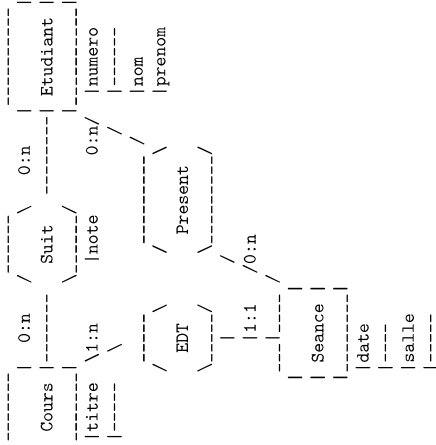 0:n 0:n
Cours Suit Etudiant
titre 1:n note 0:n numero
nom
prenom
EDT Present
1:1 0:n
Seance
date
salle